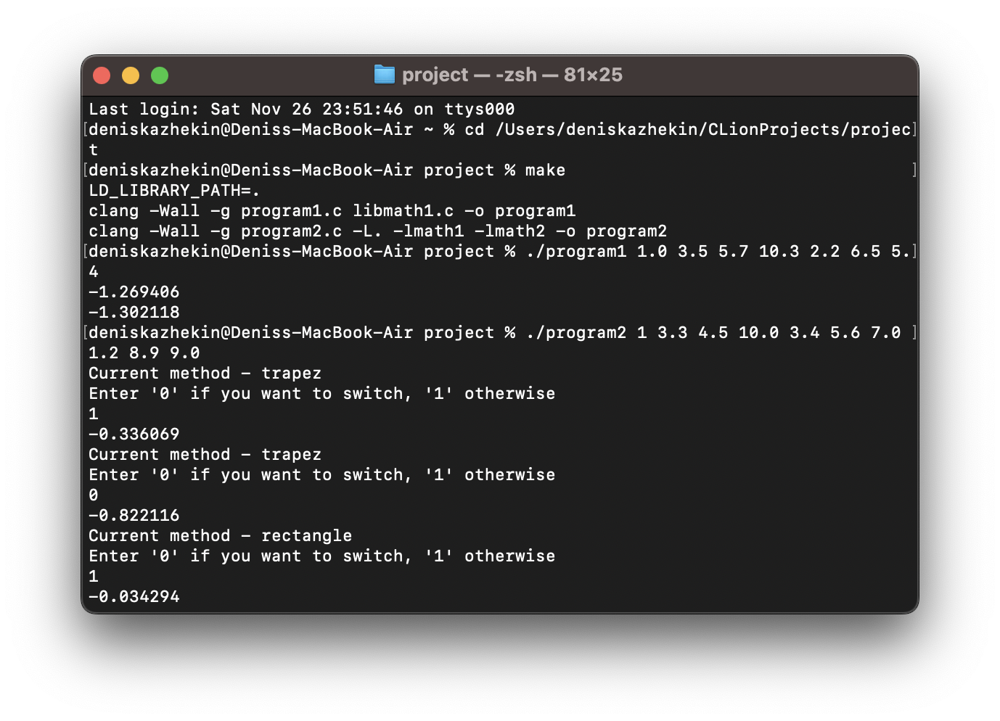 project — -zsh — 81×25
Last login: Sat Nov 26 23:51:46 on ttys000
[deniskazhekin@Deniss-MacBook-Air ~ % cd /Users/deniskazhekin/CLionProjects/projec]
t
[deniskazhekin@Deniss-MacBook-Air project % make ]
LD_LIBRARY_PATH=.
clang -Wall -g program1.c libmath1.c -o program1
clang -Wall -g program2.c -L. -lmath1 -lmath2 -o program2
[deniskazhekin@Deniss-MacBook-Air project % ./program1 1.0 3.5 5.7 10.3 2.2 6.5 5.]
4
-1.269406
-1.302118
[deniskazhekin@Deniss-MacBook-Air project % ./program2 1 3.3 4.5 10.0 3.4 5.6 7.0 ]
1.2 8.9 9.0
Current method - trapez
Enter '0' if you want to switch, '1' otherwise
1
-0.336069
Current method - trapez
Enter '0' if you want to switch, '1' otherwise
0
-0.822116
Current method - rectangle
Enter '0' if you want to switch, '1' otherwise
1
-0.034294